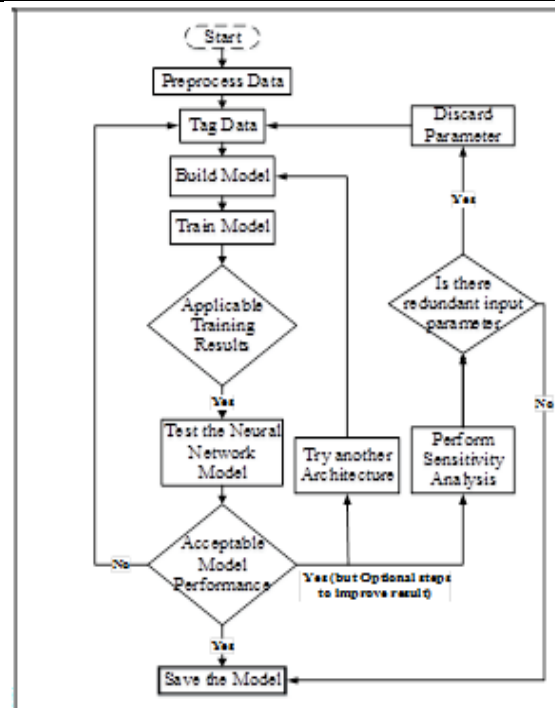 Start
Preprocess Data
Tag Data
Discard
Parameter
Build Model
Yes
Train Model
Is there
redundant input
parameter
Applicable
Training
Results
Yes
No
Test the Neural
Network
Model
Try another
Architecture
Perform
Sensitivity
Analysis
Acceptable
Model
Performance
No
Yes (but Optional steps
to improve result)
Yes
Save the Model